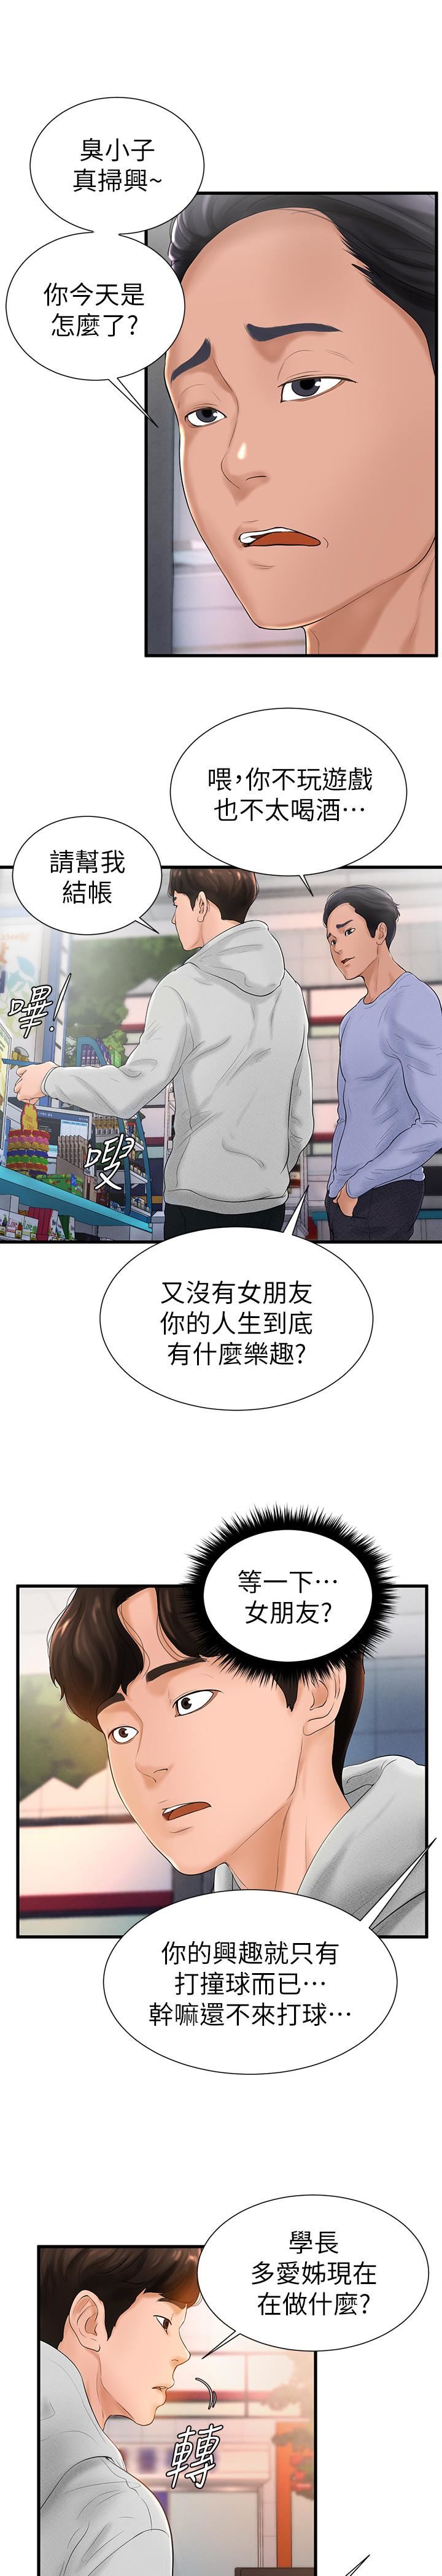 臭小子
真掃興~
你今天是
怎麼了?
喂,你不玩遊戲
也不太喝酒…
請幫我
結帳
嗶!
嗖
又沒有女朋友
你的人生到底
有什麼樂趣?
等一下…
女朋友?
你的興趣就只有
打撞球而已…
幹嘛還不來打球…
學長
多愛姊現在
在做什麼?
轉